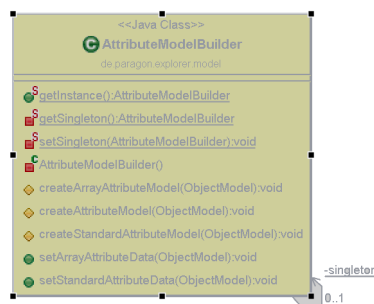 <<Java Class>>
C AttributeModelBuilder
de.paragon.explorer.model
S getInstance():AttributeModelBuilder
S getSingleton():AttributeModelBuilder
S setSingleton(AttributeModelBuilder):void
C AttributeModelBuilder()
createArrayAttributeModel(ObjectModel):void
createAttributeModel(ObjectModel):void
createStandardAttributeModel(ObjectModel):void
setArrayAttributeData(ObjectModel):void
setStandardAttributeData(ObjectModel):void
-singleton
0..1